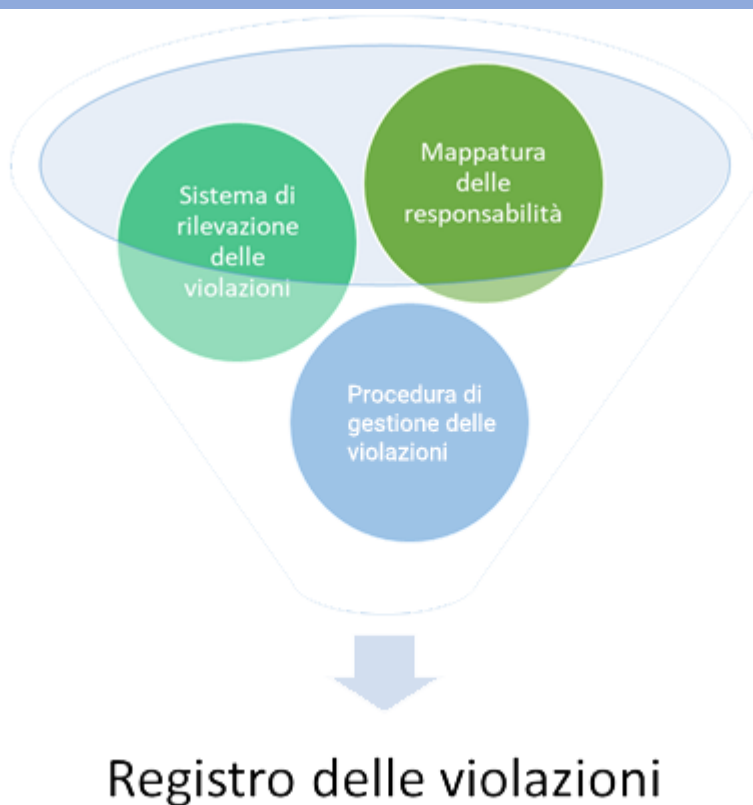 Mappatura
delle
responsabilità
Sistema di
rilevazione
delle
violazioni
Procedura di
gestione delle
violazioni
Registro delle violazioni